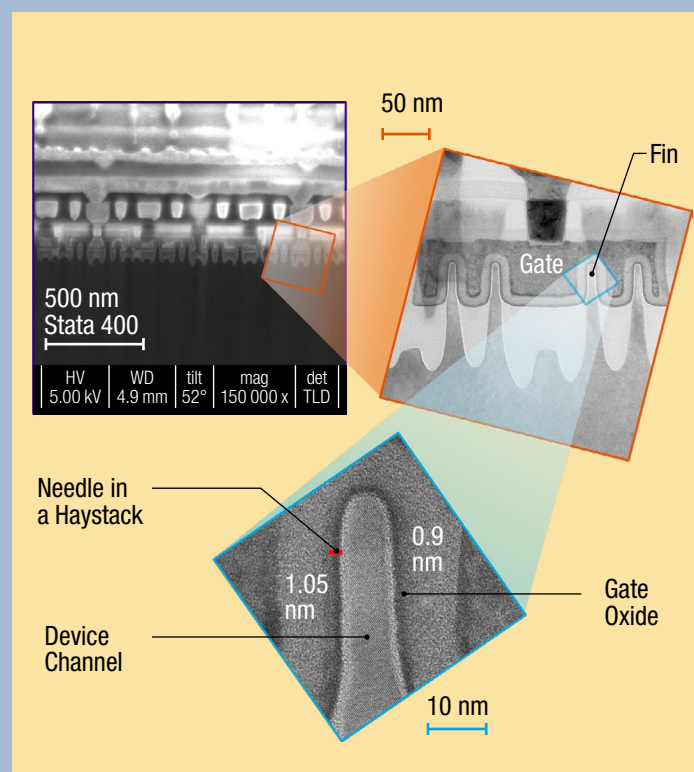 50 nm
Fin
Gate
500 nm
Stata 400
HV
5.00 kV
WD
4.9 mm
tilt
52°
mag
150 000 x
det
TLD
Needle in
a Haystack
0.9
nm
1.05
nm
Gate
Oxide
Device
Channel
10 nm